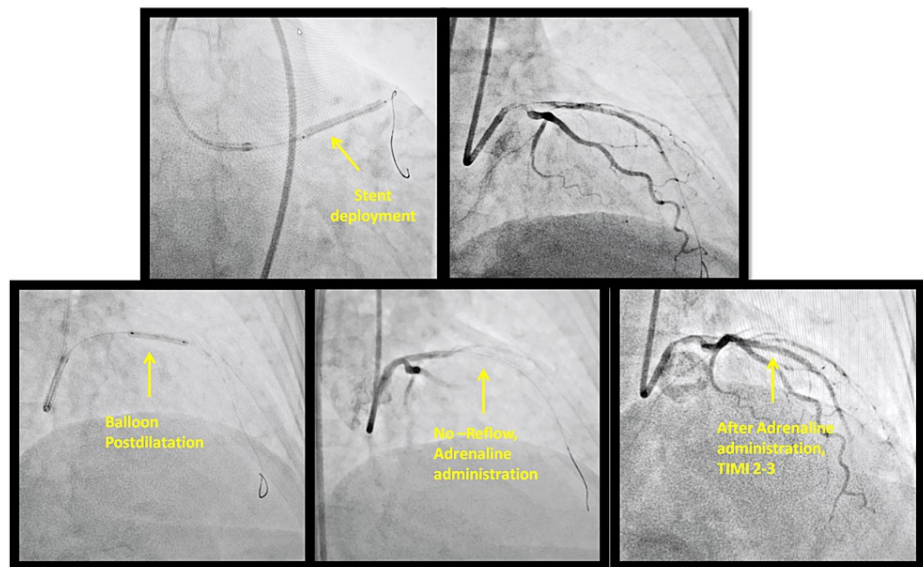 Stent
deployment
Balloon
Postdilatation
No –Reflow,
Adrenaline
administration
After Adrenaline
administration,
TIMI 2-3